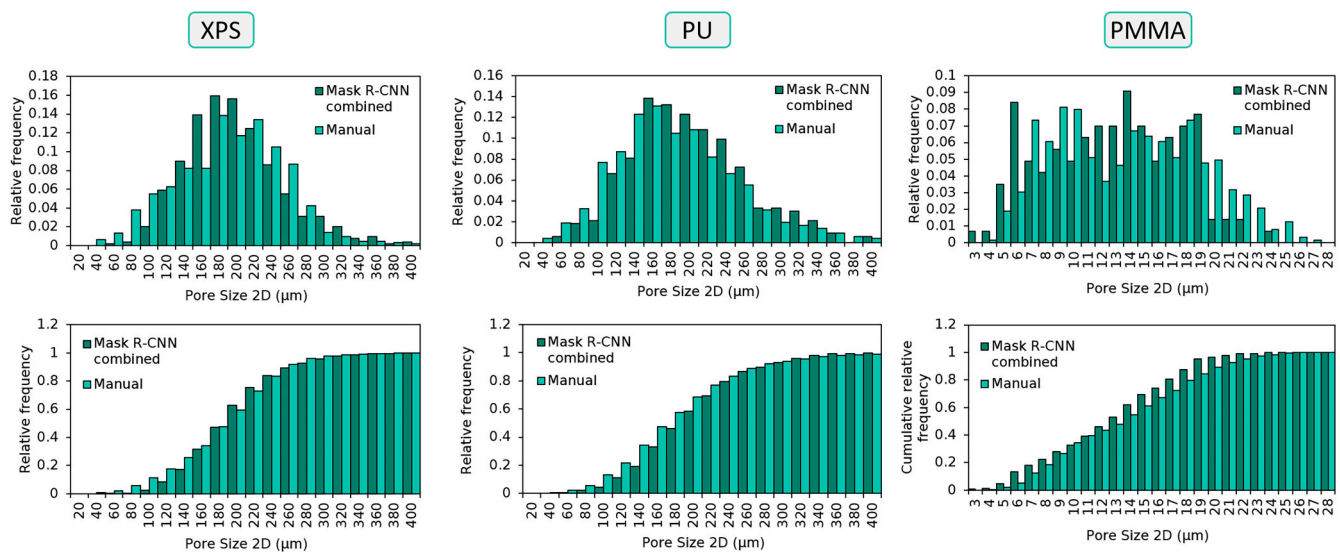 XPS
PU
PMMA
Relative frequency
0.18
0.16
0.14
0.12
0.1
0.08
0.06
0.04
0.02
0
Mask R-CNN
combined
Manual
20 40 60 80 100 120 140 160 180 200 220 240 260 280 300 320 340 360 380 400
Pore Size 2D (μm)
Relative frequency
0.16
0.14
0.12
0.1
0.08
0.06
0.04
0.02
0
Mask R-CNN
combined
Manual
20 40 60 80 100 120 140 160 180 200 220 240 260 280 300 320 340 360 380 400
Pore Size 2D (μm)
Relative frequency
0.1
0.09
0.08
0.07
0.06
0.05
0.04
0.03
0.02
0.01
0
Mask R-CNN
combined
Manual
3 4 5 6 7 8 9 10 11 12 13 14 15 16 17 18 19 20 21 22 23 24 25 26 27 28
Pore Size 2D (μm)
Relative frequency
1.2
1
0.8
0.6
0.4
0.2
0
Mask R-CNN
combined
Manual
20 40 60 80 100 120 140 160 180 200 220 240 260 280 300 320 340 360 380 400
Pore Size 2D (μm)
Relative frequency
1.2
1
0.8
0.6
0.4
0.2
0
Mask R-CNN
combined
Manual
20 40 60 80 100 120 140 160 180 200 220 240 260 280 300 320 340 360 380 400
Pore Size 2D (μm)
Cumulative relative
frequency
1.2
1
0.8
0.6
0.4
0.2
0
Mask R-CNN
combined
Manual
3 4 5 6 7 8 9 10 11 12 13 14 15 16 17 18 19 20 21 22 23 24 25 26 27 28
Pore Size 2D (μm)